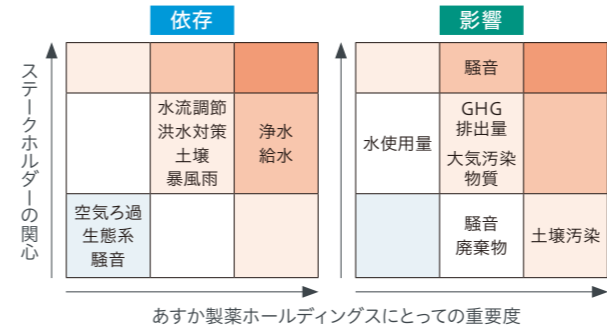 依存
影響
ステークホルダーの関心
水流調節
洪水対策
土壌
暴風雨
浄水
給水
空気ろ過
生態系
騒音
騒音
水使用量
GHG
排出量
大気汚染
物質
騒音
廃棄物
土壌汚染
あすか製薬ホールディングスにとっての重要度